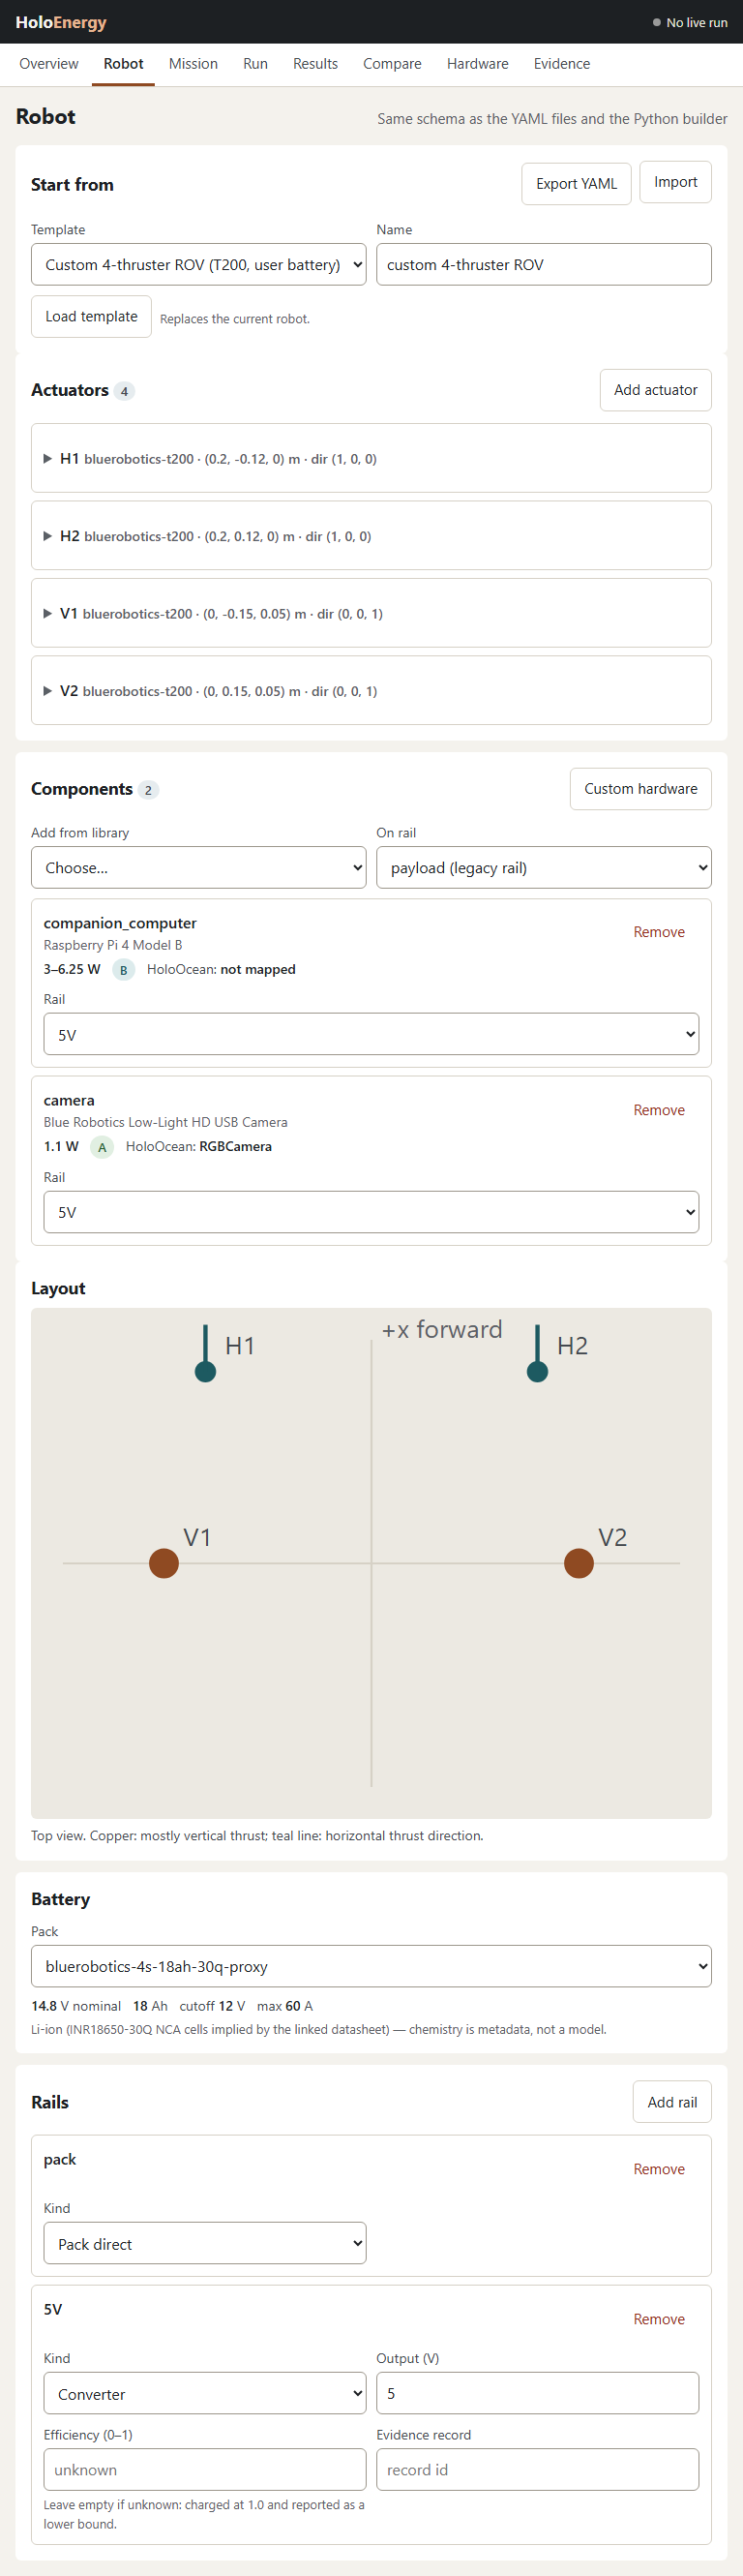 HoloEnergy
No live run
Overview Robot Mission Run Results Compare Hardware Evidence
Robot
Same schema as the YAML files and the Python builder
Start from
Export YAML
Import
Template
Name
Custom 4-thruster ROV (T200, user battery)
custom 4-thruster ROV
Load template
Replaces the current robot.
Actuators 4
Add actuator
H1 bluerobotics-t200 · (0.2, -0.12, 0) m · dir (1, 0, 0)
H2 bluerobotics-t200 · (0.2, 0.12, 0) m · dir (1, 0, 0)
V1 bluerobotics-t200 · (0, -0.15, 0.05) m · dir (0, 0, 1)
V2 bluerobotics-t200 · (0, 0.15, 0.05) m · dir (0, 0, 1)
Components 2
Custom hardware
Add from library
On rail
Choose...
payload (legacy rail)
companion_computer
Remove
Raspberry Pi 4 Model B
3–6.25 W B HoloOcean: not mapped
Rail
5V
camera
Remove
Blue Robotics Low-Light HD USB Camera
1.1 W A HoloOcean: RGBCamera
Rail
5V
Layout
+x forward
H1
H2
V1
V2
Top view. Copper: mostly vertical thrust; teal line: horizontal thrust direction.
Battery
Pack
bluerobotics-4s-18ah-30q-proxy
14.8 V nominal 18 Ah cutoff 12 V max 60 A
Li-ion (INR18650-30Q NCA cells implied by the linked datasheet) — chemistry is metadata, not a model.
Rails
Add rail
pack
Remove
Kind
Pack direct
5V
Remove
Kind
Output (V)
Converter
5
Efficiency (0–1)
Evidence record
unknown
record id
Leave empty if unknown: charged at 1.0 and reported as a
lower bound.